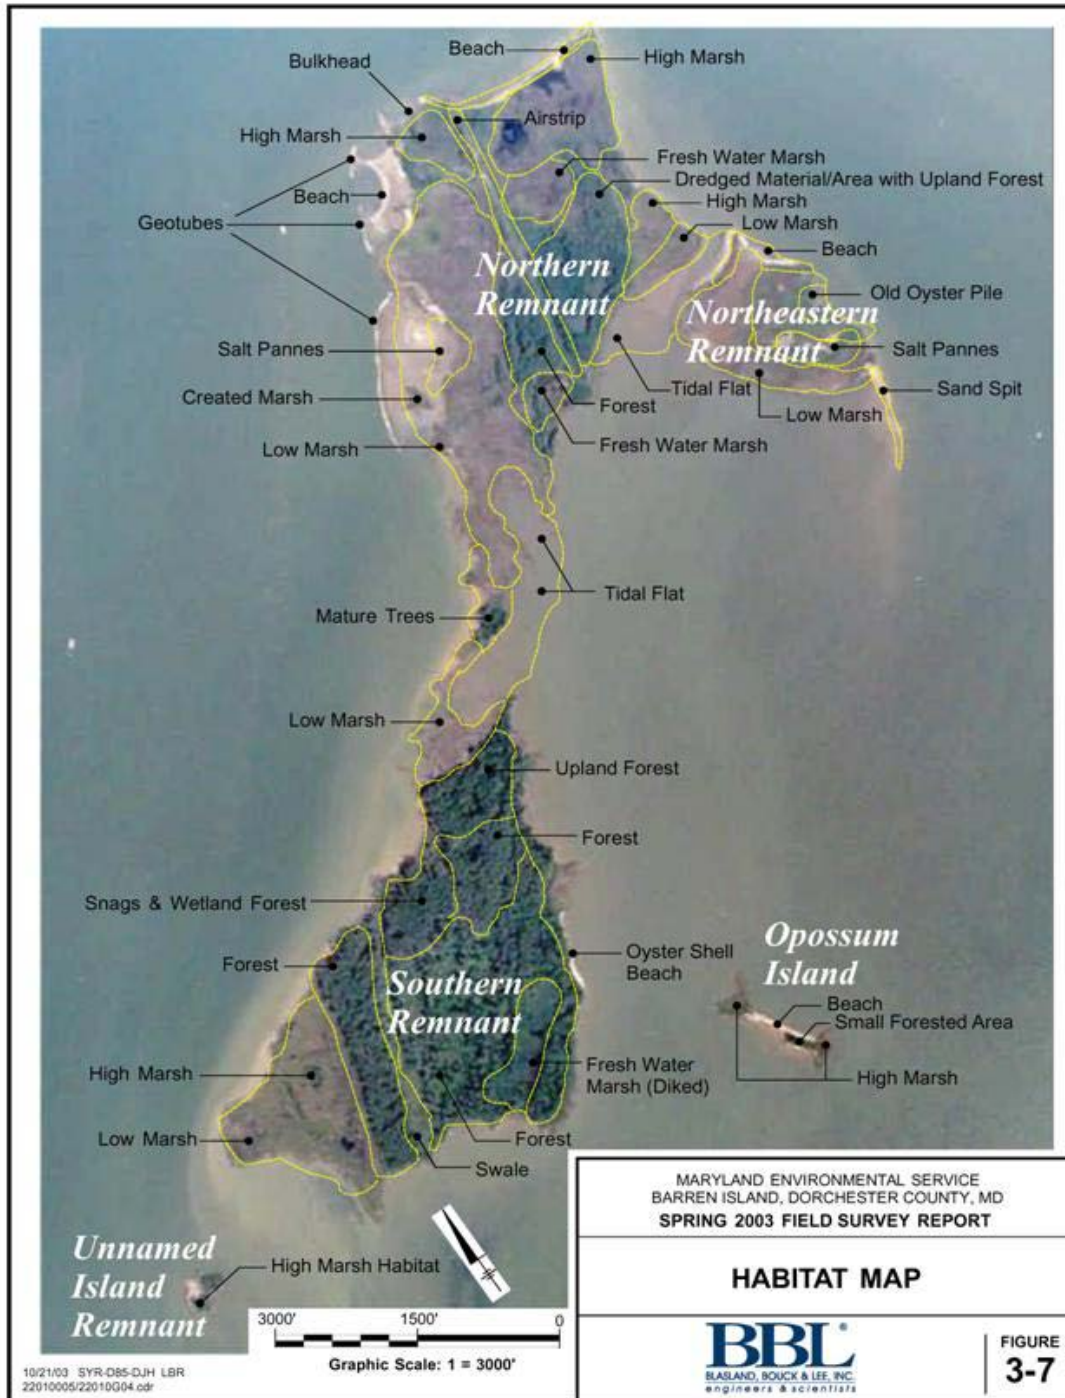 Beach
High Marsh
Bulkhead
Airstrip
High Marsh
Fresh Water Marsh
Dredged Material/Area with Upland Forest
Beach
High Marsh
Geotubes
Low Marsh
Beach
Northern
Remnant
Old Oyster Pile
Northeastern
Remnant
Salt Pannes
Salt Pannes
Tidal Flat
Sand Spit
Created Marsh
Forest
Low Marsh
Low Marsh
Fresh Water Marsh
Tidal Flat
Mature Trees
Low Marsh
Upland Forest
Forest
Snags & Wetland Forest
Opossum
Island
Oyster Shell
Beach
Forest
Southern
Remnant
Beach
Small Forested Area
High Marsh
Fresh Water
Marsh (Diked)
High Marsh
Low Marsh
Forest
Swale
Unnamed
Island
Remnant
High Marsh Habitat
3000' 1500' 0
Graphic Scale: 1 = 3000'
10/21/03 SYR-D85-DJH LBR
22010005/22010G04.cdr
MARYLAND ENVIRONMENTAL SERVICE
BARREN ISLAND, DORCHESTER COUNTY, MD
SPRING 2003 FIELD SURVEY REPORT
HABITAT MAP
BBL®
BLASLAND, BOUCK & LEE, INC.
engineers & scientists
FIGURE
3-7